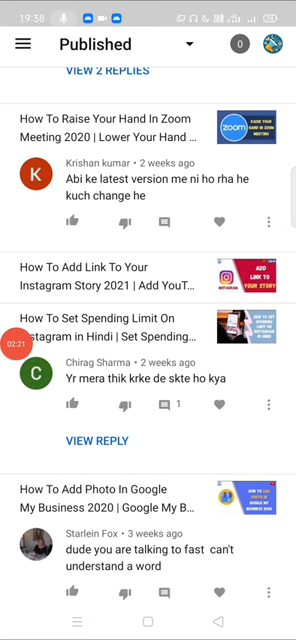 19:38
Published
0
VIEW 2 REPLIES
How To Raise Your Hand In Zoom
Meeting 2020 | Lower Your Hand ...
zoom
RAISE YOUR
HAND IN ZOOM
MEETING
K
Krishan kumar • 2 weeks ago
Abi ke latest version me ni ho rha he
kuch change he
How To Add Link To Your
Instagram Story 2021 | Add YouT...
ADD
LINK TO
YOUR STORY
INSTAGRAM
How To Set Spending Limit On
Instagram in Hindi | Set Spending...
02:21
C
Chirag Sharma • 2 weeks ago
Yr mera thik krke de skte ho kya
1
VIEW REPLY
How To Add Photo In Google
My Business 2020 | Google My B...
Starlein Fox • 3 weeks ago
dude you are talking to fast can't
understand a word